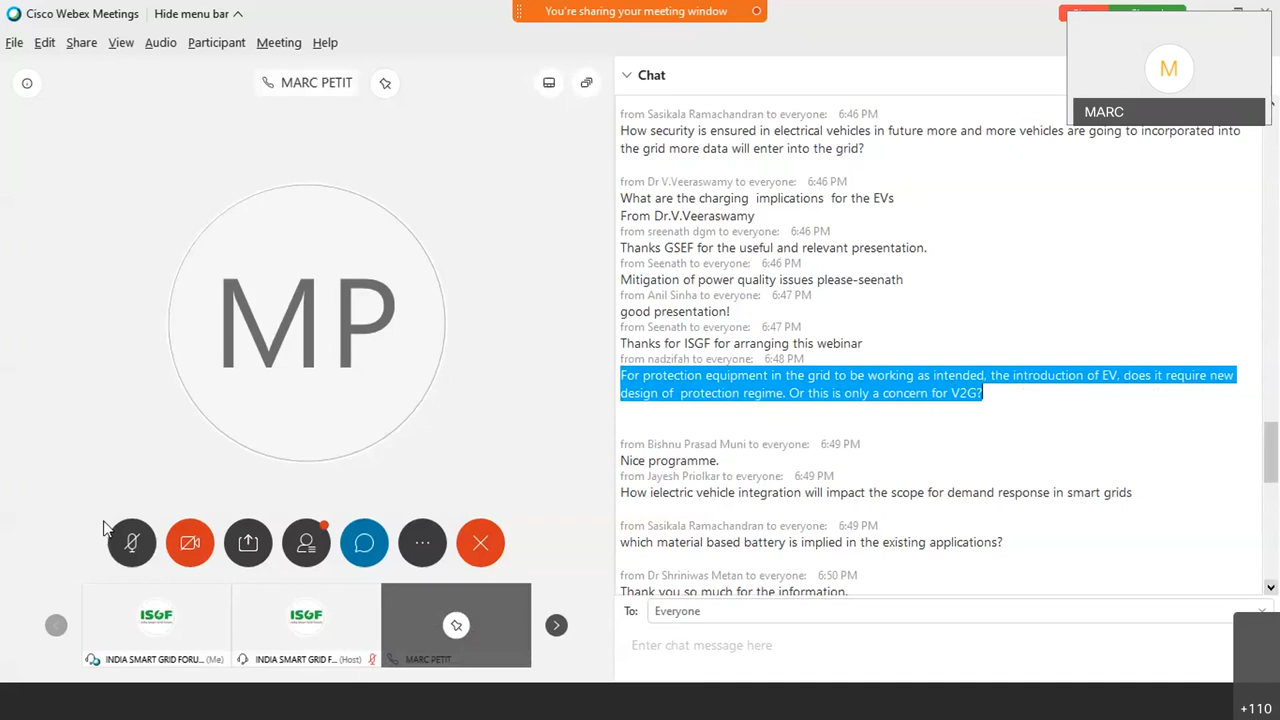 Cisco Webex Meetings
Hide menu bar
You're sharing your meeting window
File Edit Share View Audio Participant Meeting Help
MARC PETIT
Chat
M
MARC
MP
from Sasikala Ramachandran to everyone: 6:46 PM
How security is ensured in electrical vehicles in future more and more vehicles are going to incorporated into
the grid more data will enter into the grid?
from Dr V.Veeraswamy to everyone: 6:46 PM
What are the charging implications for the EVs
From Dr.V.Veeraswamy
from sreenath dgm to everyone: 6:46 PM
Thanks GSEF for the useful and relevant presentation.
from Seenath to everyone: 6:46 PM
Mitigation of power quality issues please-seenath
from Anil Sinha to everyone: 6:47 PM
good presentation!
from Seenath to everyone: 6:47 PM
Thanks for ISGF for arranging this webinar
from nadzifah to everyone: 6:48 PM
For protection equipment in the grid to be working as intended, the introduction of EV, does it require new
design of protection regime. Or this is only a concern for V2G?
from Bishnu Prasad Muni to everyone: 6:49 PM
Nice programme.
from Jayesh Priolkar to everyone: 6:49 PM
How ielectric vehicle integration will impact the scope for demand response in smart grids
from Sasikala Ramachandran to everyone: 6:49 PM
which material based battery is implied in the existing applications?
from Dr Shriniwas Metan to everyone: 6:50 PM
Thank you so much for the information.
To: Everyone
Enter chat message here
ISGF
INDIA SMART GRID FORU... (Me)
ISGF
INDIA SMART GRID F... (Host)
MARC PETIT
+110